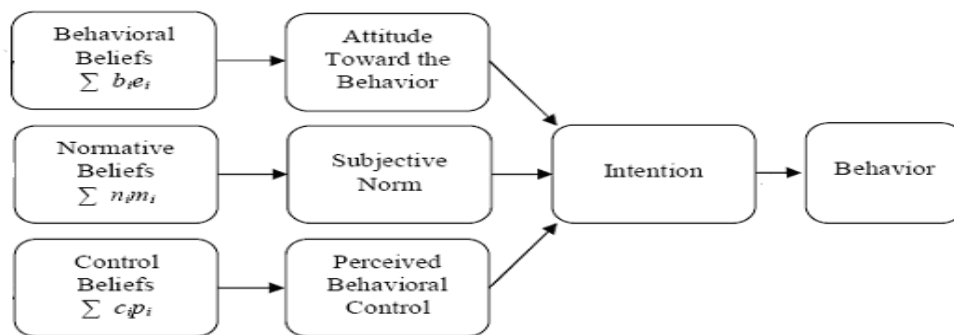 Behavioral
Beliefs
∑ bᵢeᵢ
Attitude
Toward the
Behavior
Normative
Beliefs
∑ nᵢmᵢ
Subjective
Norm
Intention
Behavior
Control
Beliefs
∑ cᵢpᵢ
Perceived
Behavioral
Control